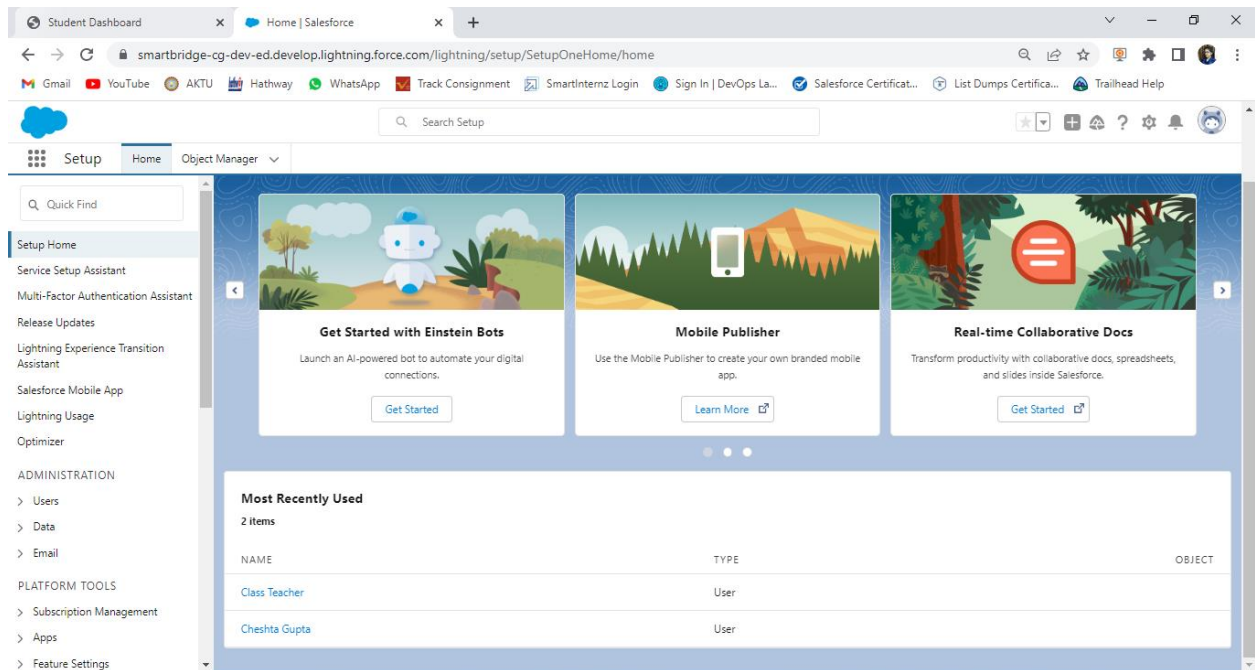 Student Dashboard
Home | Salesforce
smartbridge-cg-dev-ed.develop.lightning.force.com/lightning/setup/SetupOneHome/home
Gmail
YouTube
AKTU
Hathway
WhatsApp
Track Consignment
SmartInternz Login
Sign In | DevOps La...
Salesforce Certificat...
List Dumps Certifica...
Trailhead Help
Search Setup
Setup
Home
Object Manager
Quick Find
Setup Home
Service Setup Assistant
Multi-Factor Authentication Assistant
Release Updates
Lightning Experience Transition
Assistant
Salesforce Mobile App
Lightning Usage
Optimizer
ADMINISTRATION
Users
Data
Email
PLATFORM TOOLS
Subscription Management
Apps
Feature Settings
Get Started with Einstein Bots
Launch an AI-powered bot to automate your digital
connections.
Get Started
Mobile Publisher
Use the Mobile Publisher to create your own branded mobile
app.
Learn More
Real-time Collaborative Docs
Transform productivity with collaborative docs, spreadsheets,
and slides inside Salesforce.
Get Started
Most Recently Used
2 items
NAME TYPE OBJECT
Class Teacher User
Cheshta Gupta User